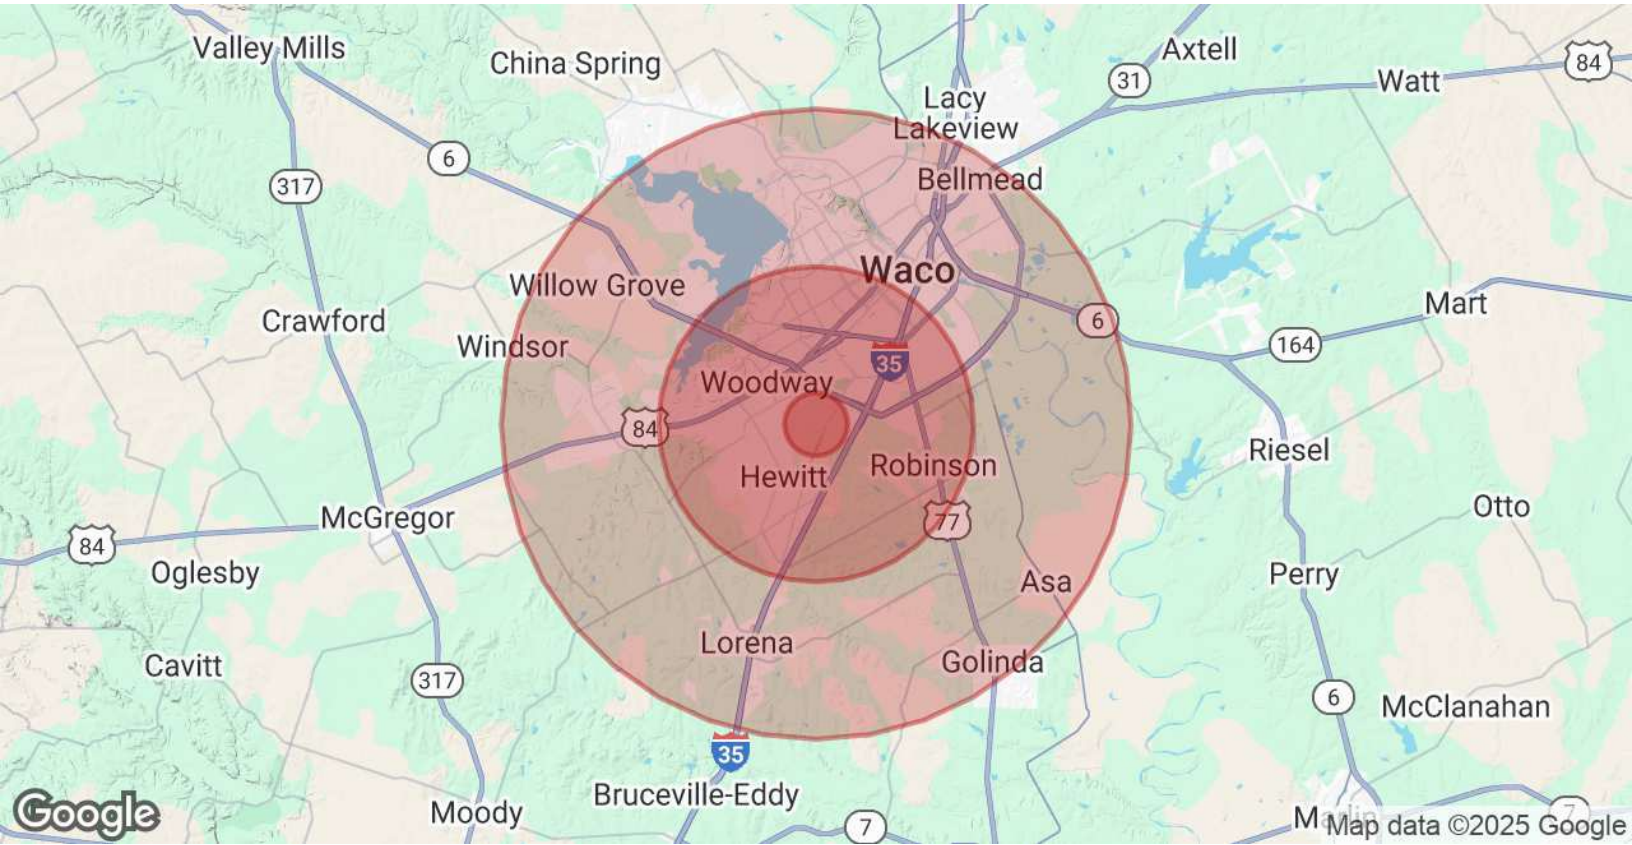 Valley Mills
China Spring
Axtell
84
31
Watt
Lacy
Lakeview
6
317
Bellmead
Waco
Willow Grove
Mart
Crawford
6
Windsor
164
35
Woodway
84
Riesel
Hewitt
Robinson
Otto
McGregor
77
84
Oglesby
Asa
Perry
Lorena
Golinda
Cavitt
317
6
McClanahan
35
Bruceville-Eddy
Google
Moody
7
7
Map data ©2025 Google